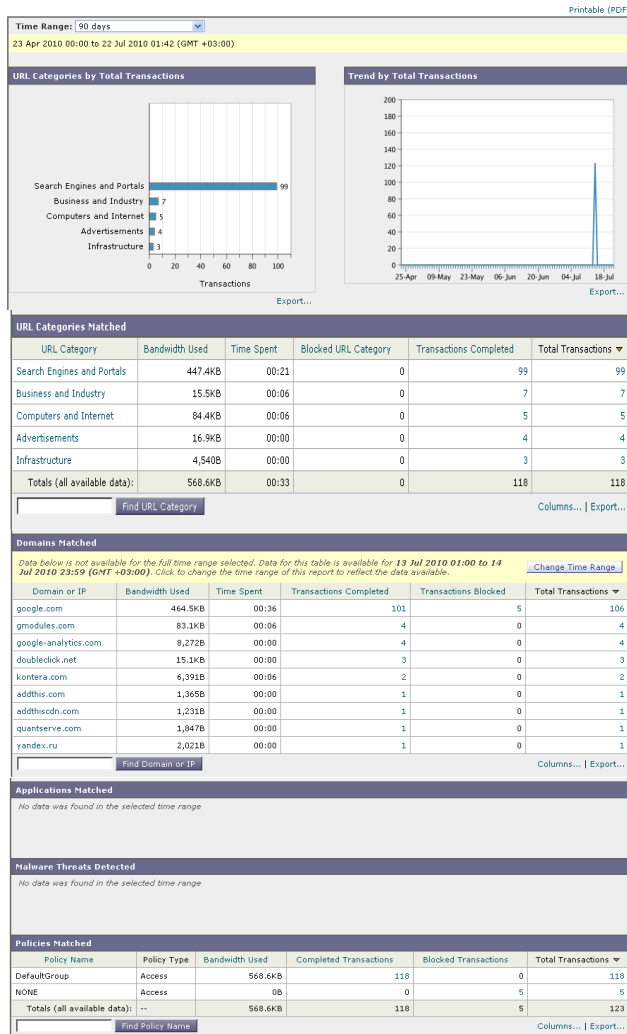 Printable (PDF
Time Range: 90 days
23 Apr 2010 00:00 to 22 Jul 2010 01:42 (GMT +03:00)
URL Categories by Total Transactions
Search Engines and Portals 99
Business and Industry 7
Computers and Internet 5
Advertisements 4
Infrastructure 3
0 20 40 60 80 100
Transactions
Export...
Trend by Total Transactions
200
180
160
140
120
100
80
60
40
20
0
25-Apr 09-May 23-May 06-Jun 20-Jun 04-Jul 18-Jul
Export...
URL Categories Matched
URL Category Bandwidth Used Time Spent Blocked URL Category Transactions Completed Total Transactions
Search Engines and Portals 447.4KB 00:21 0 99 99
Business and Industry 15.5KB 00:06 0 7 7
Computers and Internet 84.4KB 00:06 0 5 5
Advertisements 16.9KB 00:00 0 4 4
Infrastructure 4,540B 00:00 0 3 3
Totals (all available data): 568.6KB 00:33 0 118 118
Find URL Category Columns... | Export...
Domains Matched
Data below is not available for the full time range selected. Data for this table is available for 13 Jul 2010 01:00 to 14
Jul 2010 23:59 (GMT +03:00). Click to change the time range of this report to reflect the data available.
Change Time Range
Domain or IP Bandwidth Used Time Spent Transactions Completed Transactions Blocked Total Transactions
google.com 464.5KB 00:36 101 5 106
gmodules.com 83.1KB 00:06 4 0 4
google-analytics.com 8,272B 00:00 4 0 4
doubleclick.net 15.1KB 00:00 3 0 3
kontera.com 6,391B 00:06 2 0 2
addthis.com 1,365B 00:00 1 0 1
addthiscdn.com 1,231B 00:00 1 0 1
quantserve.com 1,847B 00:00 1 0 1
yandex.ru 2,021B 00:00 1 0 1
Find Domain or IP Columns... | Export...
Applications Matched
No data was found in the selected time range
Malware Threats Detected
No data was found in the selected time range
Policies Matched
Policy Name Policy Type Bandwidth Used Completed Transactions Blocked Transactions Total Transactions
DefaultGroup Access 568.6KB 118 0 118
NONE Access 0B 0 5 5
Totals (all available data): -- 568.6KB 118 5 123
Find Policy Name Columns... | Export...